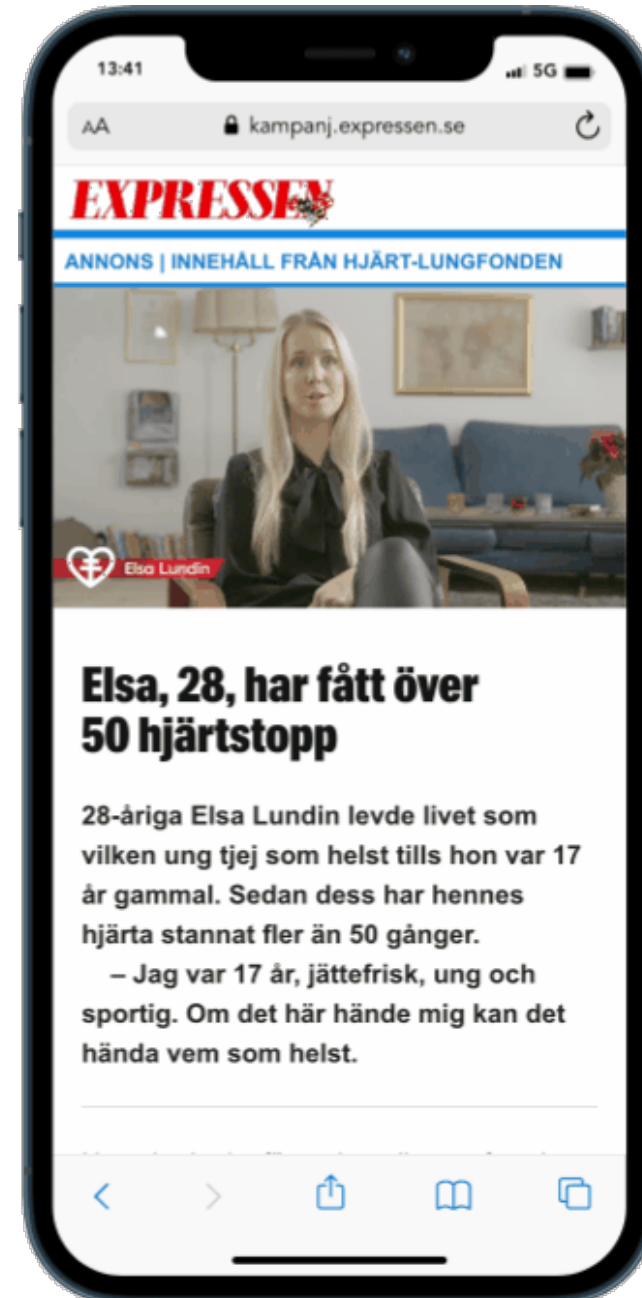 13:41
5G
AA
kampanj.expressen.se
EXPRESSEN
ANNONS | INNEHÅLL FRÅN HJÄRT-LUNGFONDEN
Elsa Lundin
Elsa, 28, har fått över
50 hjärtstopp
28-åriga Elsa Lundin levde livet som
vilken ung tjej som helst tills hon var 17
år gammal. Sedan dess har hennes
hjärta stannat fler än 50 gånger.
– Jag var 17 år, jättefrisk, ung och
sportig. Om det här hände mig kan det
hända vem som helst.